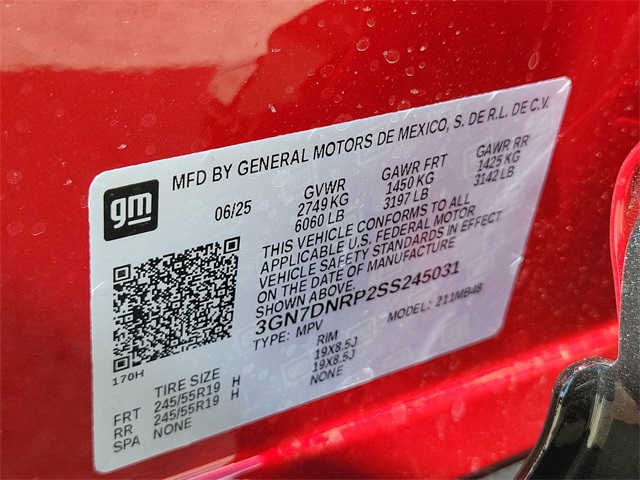 MFD BY GENERAL MOTORS DE MEXICO, S. DE R.L. DE C.V.
gm
06/25
GVWR
2749 KG
6060 LB
GAWR FRT
1450 KG
3197 LB
GAWR RR
1425 KG
3142 LB
THIS VEHICLE CONFORMS TO ALL
APPLICABLE U.S. FEDERAL MOTOR
VEHICLE SAFETY STANDARDS IN EFFECT
ON THE DATE OF MANUFACTURE
SHOWN ABOVE.
3GN7DNRP2SS245031
TYPE: MPV MODEL: 211MB48
170H
TIRE SIZE RIM
FRT 245/55R19 H 19X8.5J
RR 245/55R19 H 19X8.5J
SPA NONE NONE